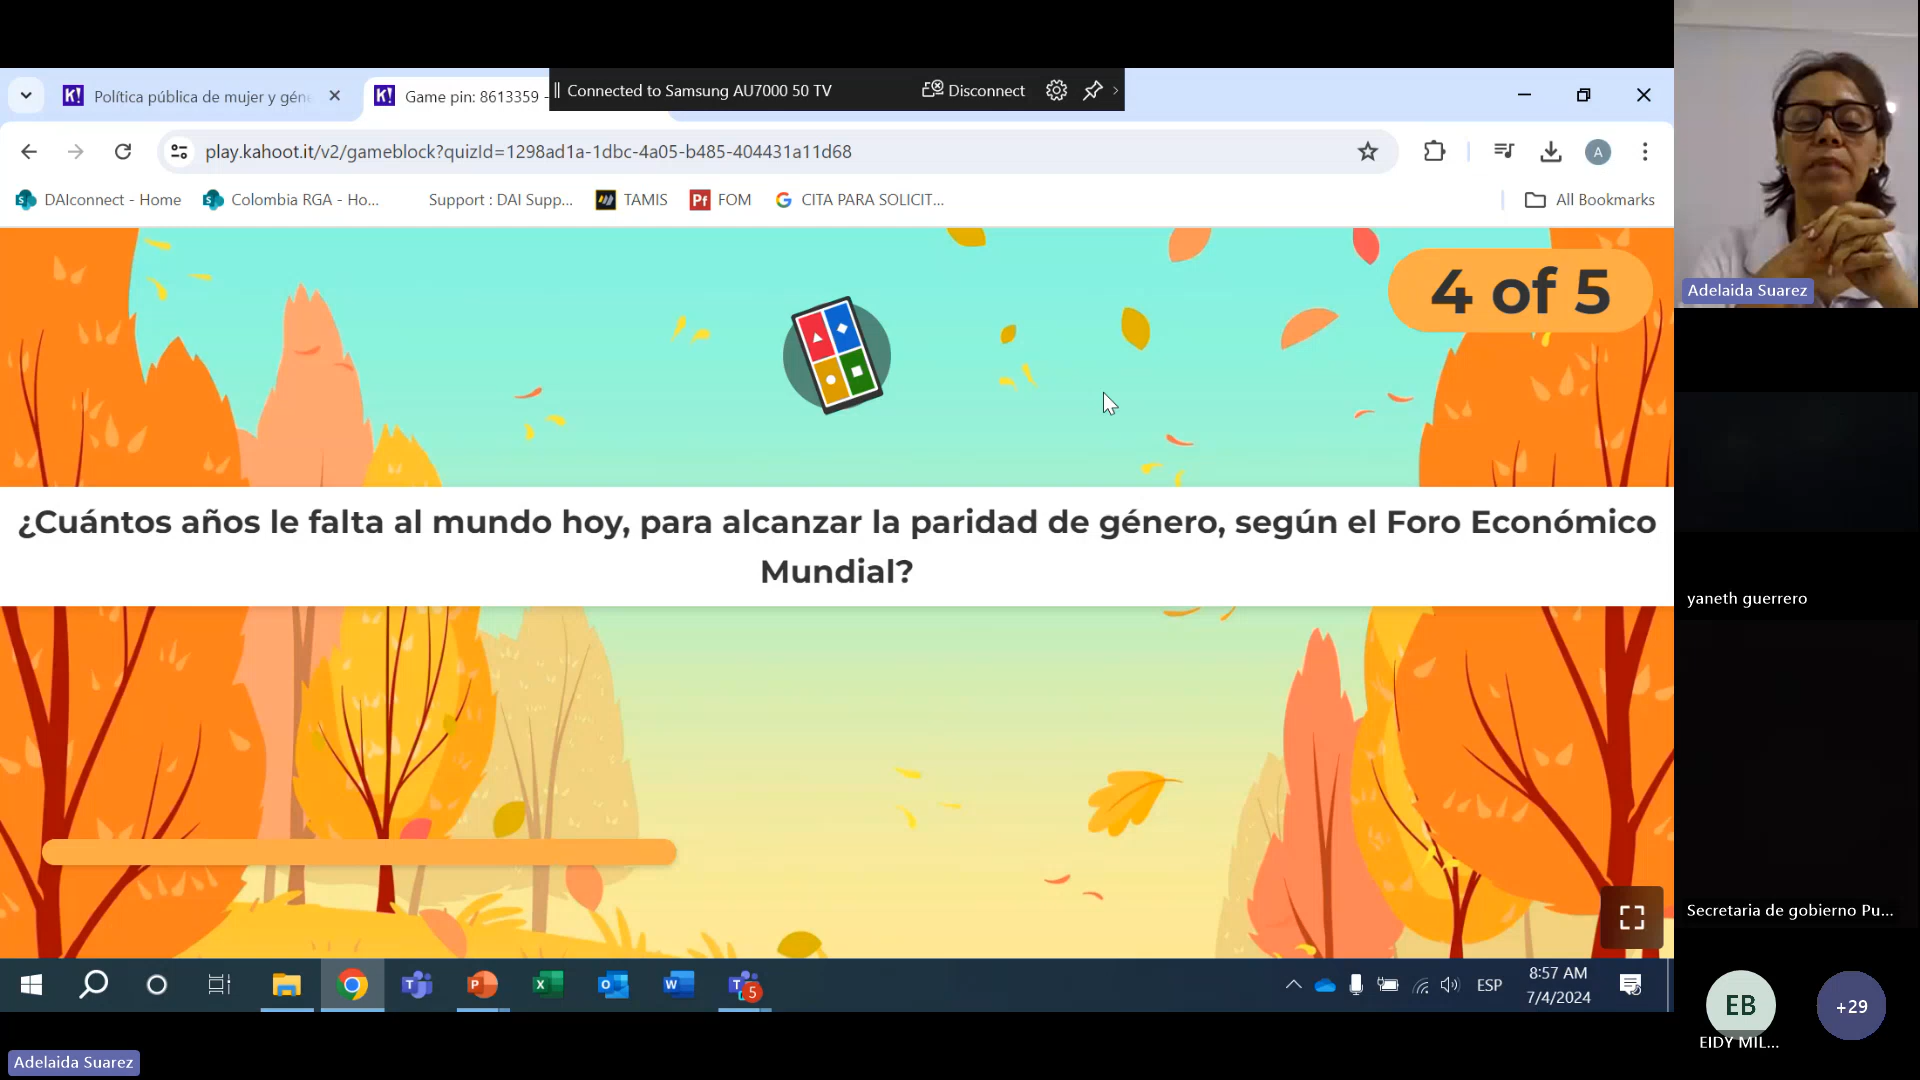 Política pública de mujer y géne
Game pin: 8613359 -
Connected to Samsung AU7000 50 TV
Disconnect
play.kahoot.it/v2/gameblock?quizId=1298ad1a-1dbc-4a05-b485-404431a11d68
A
DAIconnect - Home
Colombia RGA - Ho...
Support : DAI Supp...
TAMIS
FOM
CITA PARA SOLICIT...
All Bookmarks
4 of 5
¿Cuántos años le falta al mundo hoy, para alcanzar la paridad de género, según el Foro Económico
Mundial?
ESP
8:57 AM
7/4/2024
5
Adelaida Suarez
Adelaida Suarez
yaneth guerrero
Secretaria de gobierno Pu...
EB
+29
EIDY MIL...